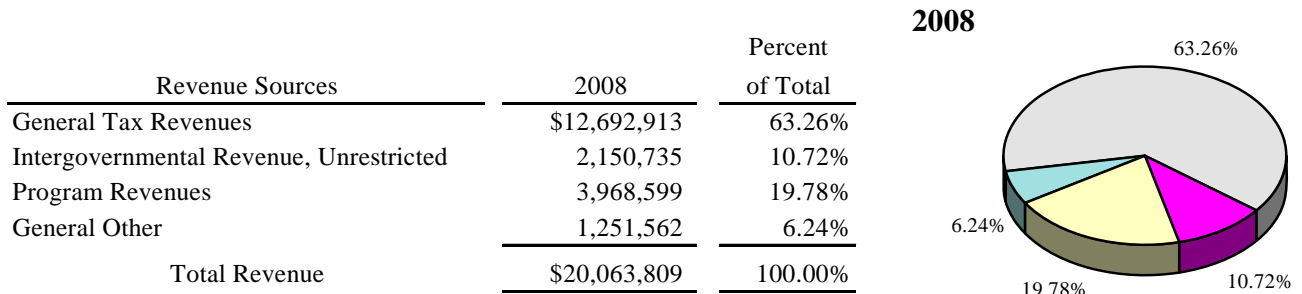 2008
Percent
63.26%
Revenue Sources 2008 of Total
General Tax Revenues $12,692,913 63.26%
Intergovernmental Revenue, Unrestricted 2,150,735 10.72%
Program Revenues 3,968,599 19.78%
General Other 1,251,562 6.24%
Total Revenue $20,063,809 100.00%
6.24%
10.72%
19.78%